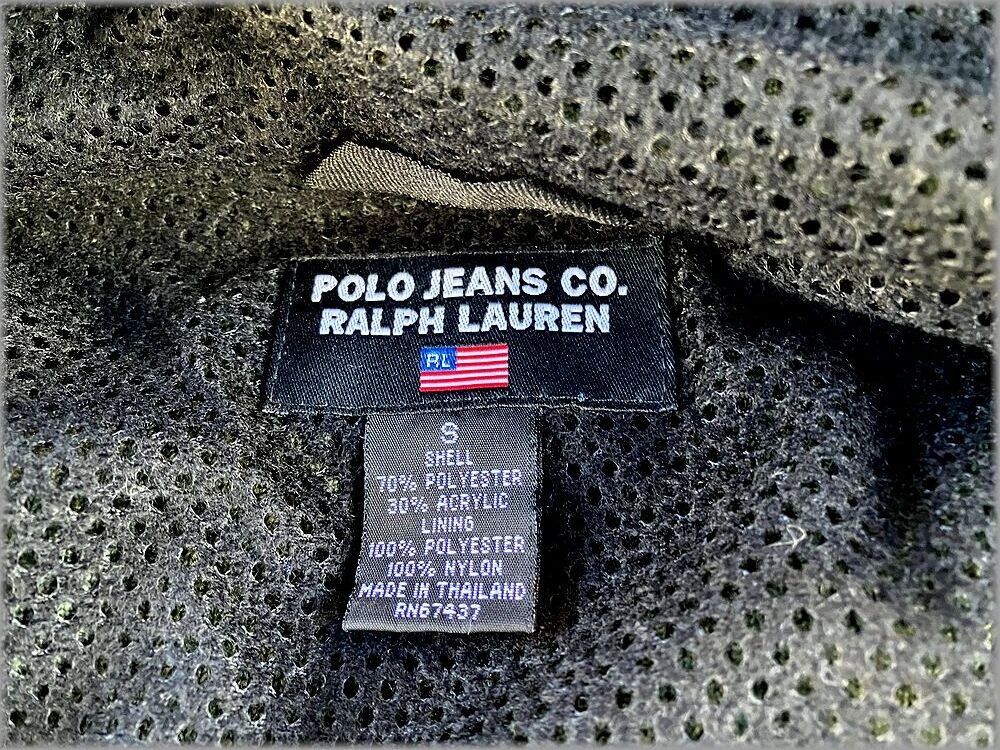 POLO JEANS CO.
RALPH LAUREN
RL
S
SHELL
70% POLYESTER
30% ACRYLIC
LINING
100% POLYESTER
100% NYLON
MADE IN THAILAND
RN67437